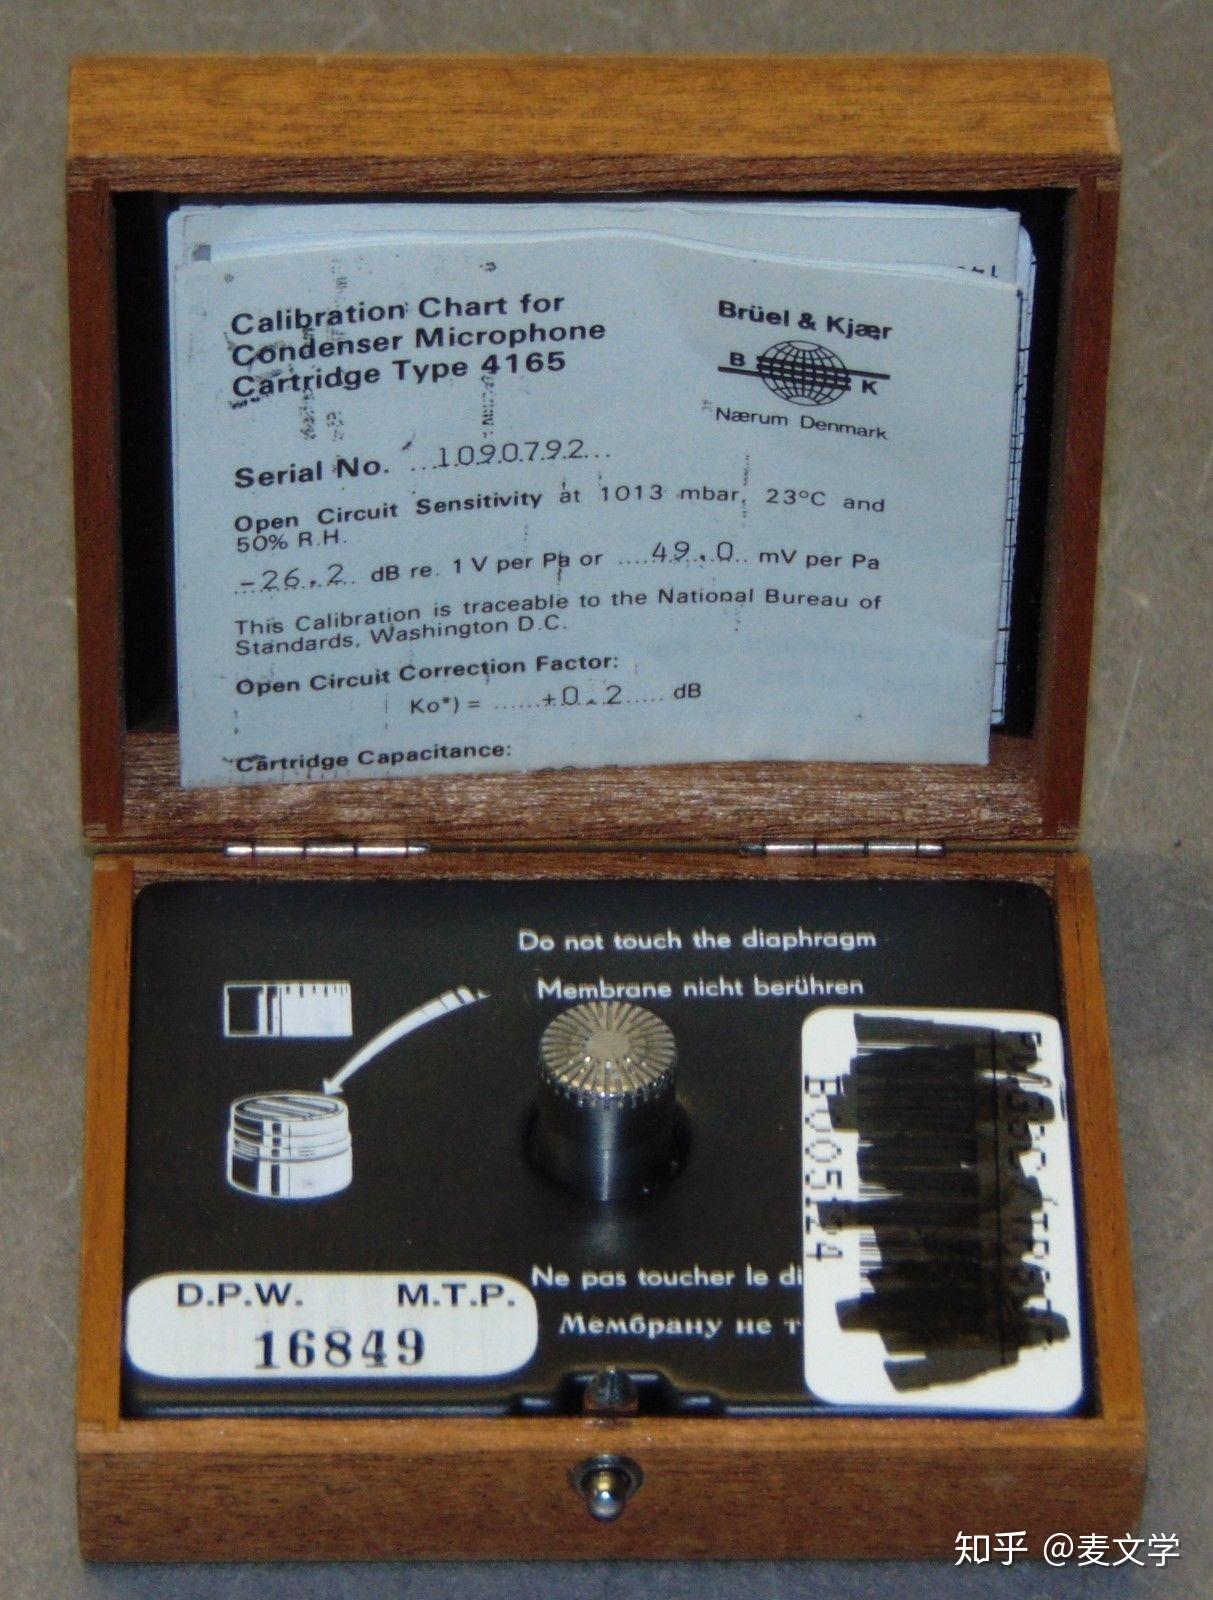 Calibration Chart for
Condenser Microphone
Cartridge Type 4165
Brüel & Kjær
B K
Nærum Denmark
Serial No. ...1090792...
Open Circuit Sensitivity at 1013 mbar, 23°C and
50% R.H.
...-26.2.. dB re. 1 V per Pa or ....49.0.. mV per Pa
This Calibration is traceable to the National Bureau of
Standards, Washington D.C.
Open Circuit Correction Factor:
Ko*) = ......+0.2..... dB
Cartridge Capacitance:
Do not touch the diaphragm
Membrane nicht berühren
Ne pas toucher le di
Мембрану не т
D.P.W. M.T.P.
16849
知乎 @麦文学